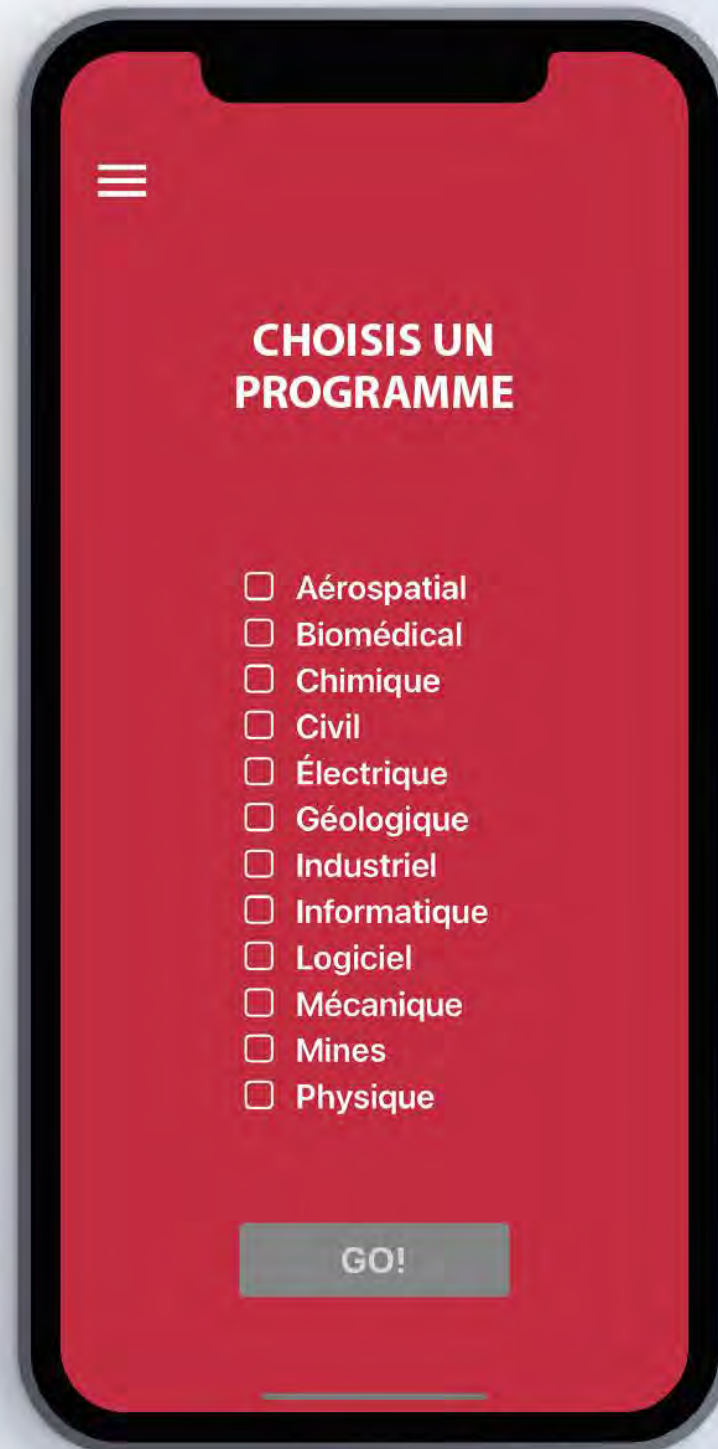 CHOISIS UN
PROGRAMME
Aérospatial
Biomédical
Chimique
Civil
Électrique
Géologique
Industriel
Informatique
Logiciel
Mécanique
Mines
Physique
GO!